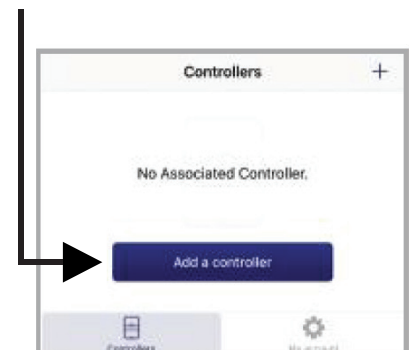 Controllers +
No Associated Controller.
Add a controller
Controllers